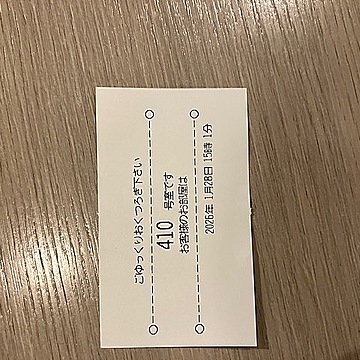 2026年 1月28日 15時 1分
お客様のお部屋は
410 号室です
ごゆっくりおくつろぎ下さい